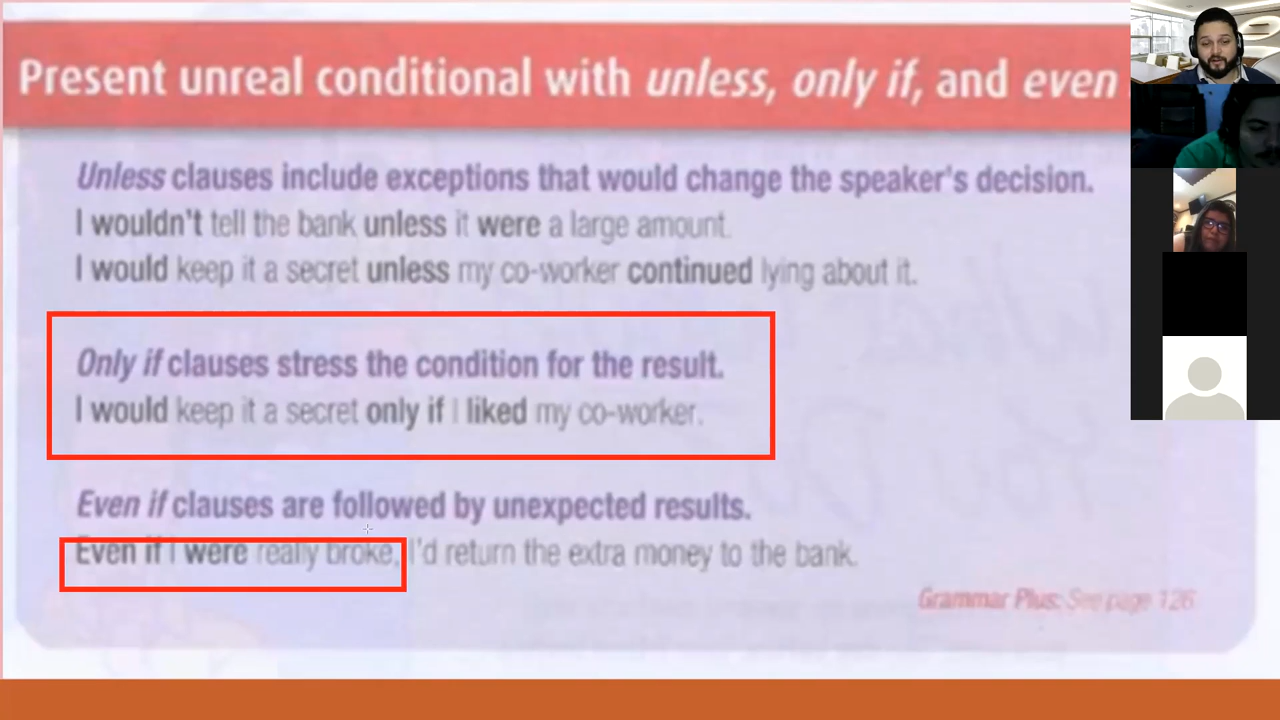 Present unreal conditional with unless, only if, and even
Unless clauses include exceptions that would change the speaker's decision.
I wouldn't tell the bank unless it were a large amount.
I would keep it a secret unless my co-worker continued lying about it.
Only if clauses stress the condition for the result.
I would keep it a secret only if I liked my co-worker.
Even if clauses are followed by unexpected results.
Even if I were really broke, I'd return the extra money to the bank.
Grammar Plus: See page 126